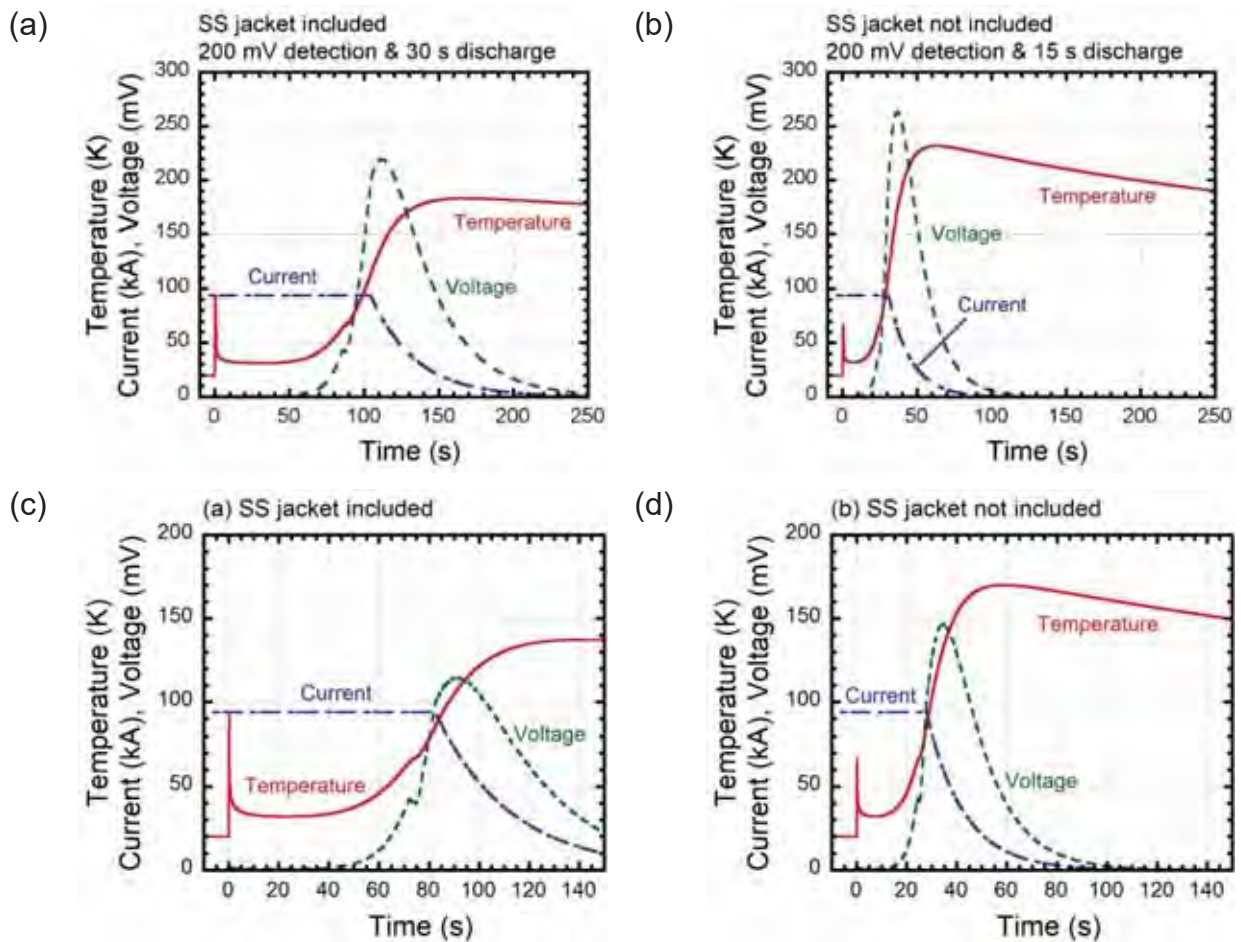 (a)
SS jacket included
200 mV detection & 30 s discharge
Temperature (K)
Current (kA), Voltage (mV)
300
250
200
150
100
50
0
Current
Temperature
Voltage
0 50 100 150 200 250
Time (s)
(b)
SS jacket not included
200 mV detection & 15 s discharge
Temperature (K)
Current (kA), Voltage (mV)
300
250
200
150
100
50
0
Temperature
Voltage
Current
0 50 100 150 200 250
Time (s)
(c)
(a) SS jacket included
Temperature (K)
Current (kA), Voltage (mV)
200
150
100
50
0
Current
Voltage
Temperature
0 20 40 60 80 100 120 140
Time (s)
(d)
(b) SS jacket not included
Temperature (K)
Current (kA), Voltage (mV)
200
150
100
50
0
Temperature
Current
Voltage
0 20 40 60 80 100 120 140
Time (s)